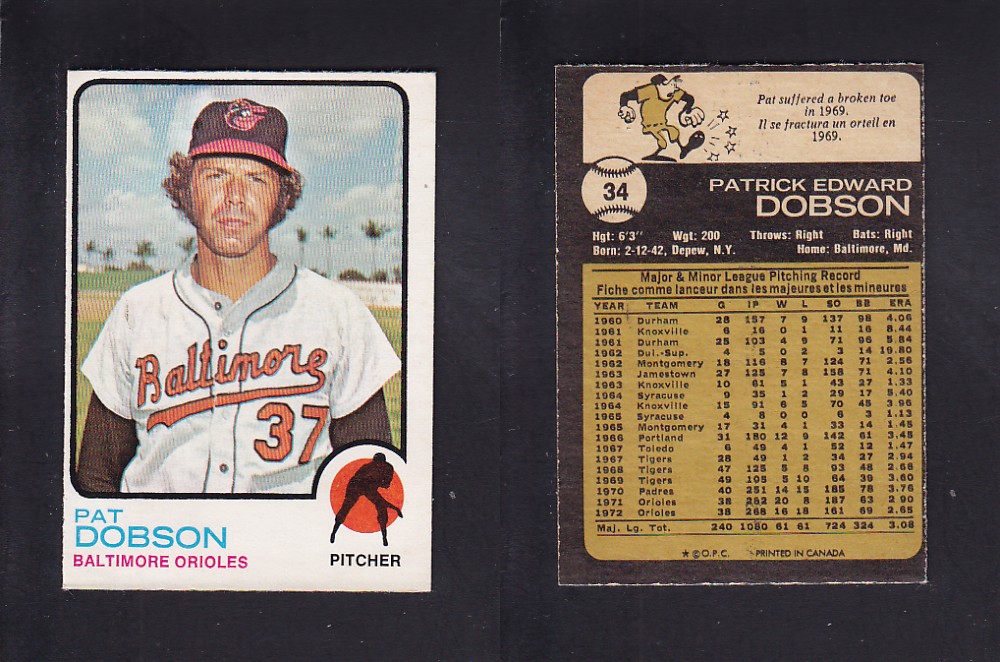 Baltimore
37
PAT
DOBSON
BALTIMORE ORIOLES
PITCHER
Pat suffered a broken toe
in 1969.
Il se fractura un orteil en
1969.
34
PATRICK EDWARD
DOBSON
Hgt: 6'3" Wgt: 200 Throws: Right Bats: Right
Born: 2-12-42, Depew, N.Y. Home: Baltimore, Md.
Major & Minor League Pitching Record
Fiche comme lanceur dans les majeures et les mineures
YEAR TEAM G IP W L SO BB ERA
1960 Durham 28 157 7 9 137 98 4.06
1961 Knoxville 6 16 0 1 11 16 8.44
1961 Durham 25 103 4 9 71 96 5.84
1962 Dul.-Sup. 4 5 0 2 3 14 19.80
1962 Montgomery 18 116 8 7 124 71 2.56
1963 Jamestown 27 125 7 8 158 71 4.10
1963 Knoxville 10 61 5 1 43 27 1.33
1964 Syracuse 9 35 1 2 29 17 5.40
1964 Knoxville 15 91 6 5 70 45 3.96
1965 Syracuse 4 8 0 0 6 3 1.13
1965 Montgomery 17 31 4 1 33 14 1.45
1966 Portland 31 180 12 9 142 61 3.45
1967 Toledo 6 49 4 1 52 12 1.47
1967 Tigers 28 49 1 2 34 27 2.94
1968 Tigers 47 125 5 8 93 48 2.66
1969 Tigers 49 105 5 10 64 39 3.60
1970 Padres 40 251 14 15 185 78 3.76
1971 Orioles 38 282 20 8 187 63 2.90
1972 Orioles 38 268 16 18 161 69 2.65
Maj. Lg. Tot. 240 1080 61 61 724 324 3.08
★ © O.P.C. PRINTED IN CANADA